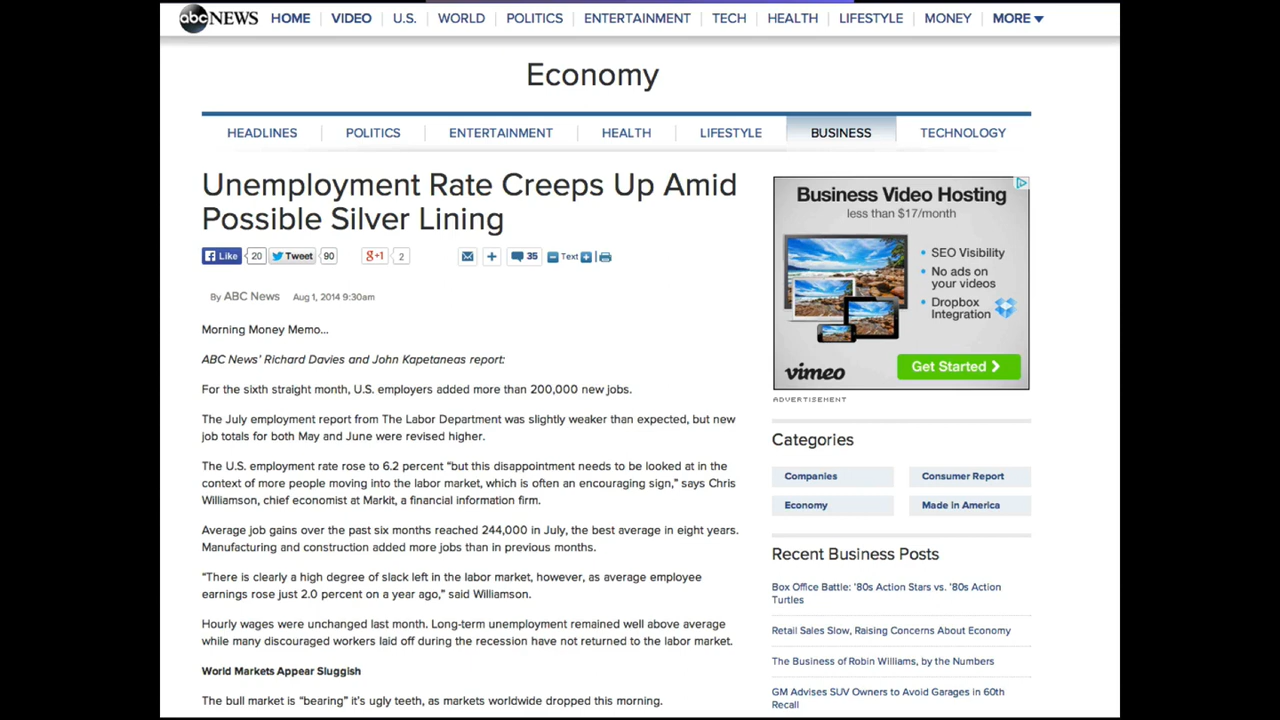 abc NEWS HOME VIDEO U.S. WORLD POLITICS ENTERTAINMENT TECH HEALTH LIFESTYLE MONEY MORE
Economy
HEADLINES POLITICS ENTERTAINMENT HEALTH LIFESTYLE BUSINESS TECHNOLOGY
Unemployment Rate Creeps Up Amid
Possible Silver Lining
Like 20 Tweet 90 g+1 2 + 35 Text
By ABC News Aug 1, 2014 9:30am
Morning Money Memo...
ABC News' Richard Davies and John Kapetaneas report:
For the sixth straight month, U.S. employers added more than 200,000 new jobs.
The July employment report from The Labor Department was slightly weaker than expected, but new
job totals for both May and June were revised higher.
The U.S. employment rate rose to 6.2 percent “but this disappointment needs to be looked at in the
context of more people moving into the labor market, which is often an encouraging sign,” says Chris
Williamson, chief economist at Markit, a financial information firm.
Average job gains over the past six months reached 244,000 in July, the best average in eight years.
Manufacturing and construction added more jobs than in previous months.
“There is clearly a high degree of slack left in the labor market, however, as average employee
earnings rose just 2.0 percent on a year ago,” said Williamson.
Hourly wages were unchanged last month. Long-term unemployment remained well above average
while many discouraged workers laid off during the recession have not returned to the labor market.
World Markets Appear Sluggish
The bull market is “bearing” it's ugly teeth, as markets worldwide dropped this morning.
Business Video Hosting
less than $17/month
• SEO Visibility
• No ads on
your videos
• Dropbox
Integration
vimeo
Get Started
ADVERTISEMENT
Categories
Companies Consumer Report
Economy Made in America
Recent Business Posts
Box Office Battle: '80s Action Stars vs. '80s Action
Turtles
Retail Sales Slow, Raising Concerns About Economy
The Business of Robin Williams, by the Numbers
GM Advises SUV Owners to Avoid Garages in 60th
Recall